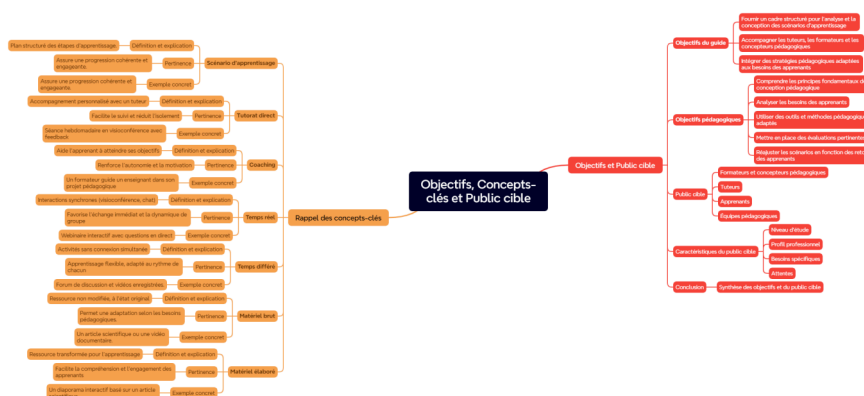 Objectifs, Concepts-
clés et Public cible
Rappel des concepts-clés
Scénario d'apprentissage
Définition et explication
Plan structuré des étapes d'apprentissage.
Pertinence
Assure une progression cohérente et
engageante.
Exemple concret
Assure une progression cohérente et
engageante.
Tutorat direct
Définition et explication
Accompagnement personnalisé avec un tuteur
Pertinence
Facilite le suivi et réduit l'isolement
Exemple concret
Séance hebdomadaire en visioconférence avec
feedback
Coaching
Définition et explication
Aide l'apprenant à atteindre ses objectifs
Pertinence
Renforce l'autonomie et la motivation
Exemple concret
Un formateur guide un enseignant dans son
projet pédagogique
Temps réel
Définition et explication
Interactions synchrones (visioconférence, chat)
Pertinence
Favorise l'échange immédiat et la dynamique de
groupe
Exemple concret
Webinaire interactif avec questions en direct
Temps différé
Définition et explication
Activités sans connexion simultanée
Pertinence
Apprentissage flexible, adapté au rythme de
chacun
Exemple concret
Forum de discussion et vidéos enregistrées.
Matériel brut
Définition et explication
Ressource non modifiée, à l'état original
Pertinence
Permet une adaptation selon les besoins
pédagogiques.
Exemple concret
Un article scientifique ou une vidéo
documentaire.
Matériel élaboré
Définition et explication
Ressource transformée pour l'apprentissage
Pertinence
Facilite la compréhension et l'engagement des
apprenants.
Exemple concret
Un diaporama interactif basé sur un article
Objectifs et Public cible
Objectifs du guide
Fournir un cadre structuré pour l'analyse et la
conception des scénarios d'apprentissage
Accompagner les tuteurs, les formateurs et les
concepteurs pédagogiques
Intégrer des stratégies pédagogiques adaptées
aux besoins des apprenants
Objectifs pédagogiques
Comprendre les principes fondamentaux de
conception pédagogique
Analyser les besoins des apprenants
Utiliser des outils et méthodes pédagogique
adaptés
Mettre en place des évaluations pertinentes
Réajuster les scénarios en fonction des reto
des apprenants
Public cible
Formateurs et concepteurs pédagogiques
Tuteurs
Apprenants
Équipes pédagogiques
Caractéristiques du public cible
Niveau d'étude
Profil professionnel
Besoins spécifiques
Attentes
Conclusion
Synthèse des objectifs et du public cible